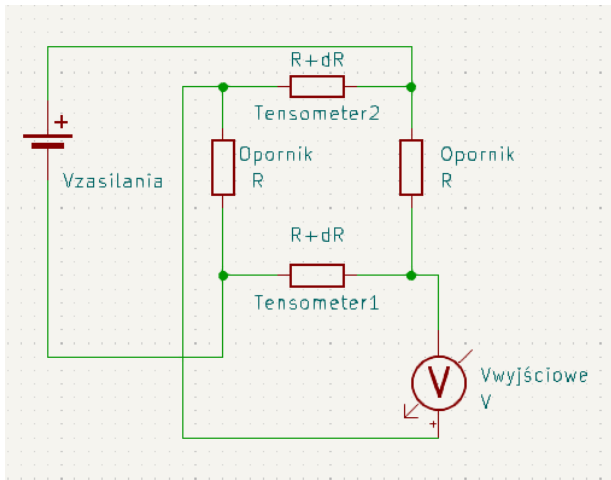 R+dR
Tensometer2
+
Vzasilania
Opornik
R
Opornik
R
R+dR
Tensometer1
V
Vwyjściowe
V
+